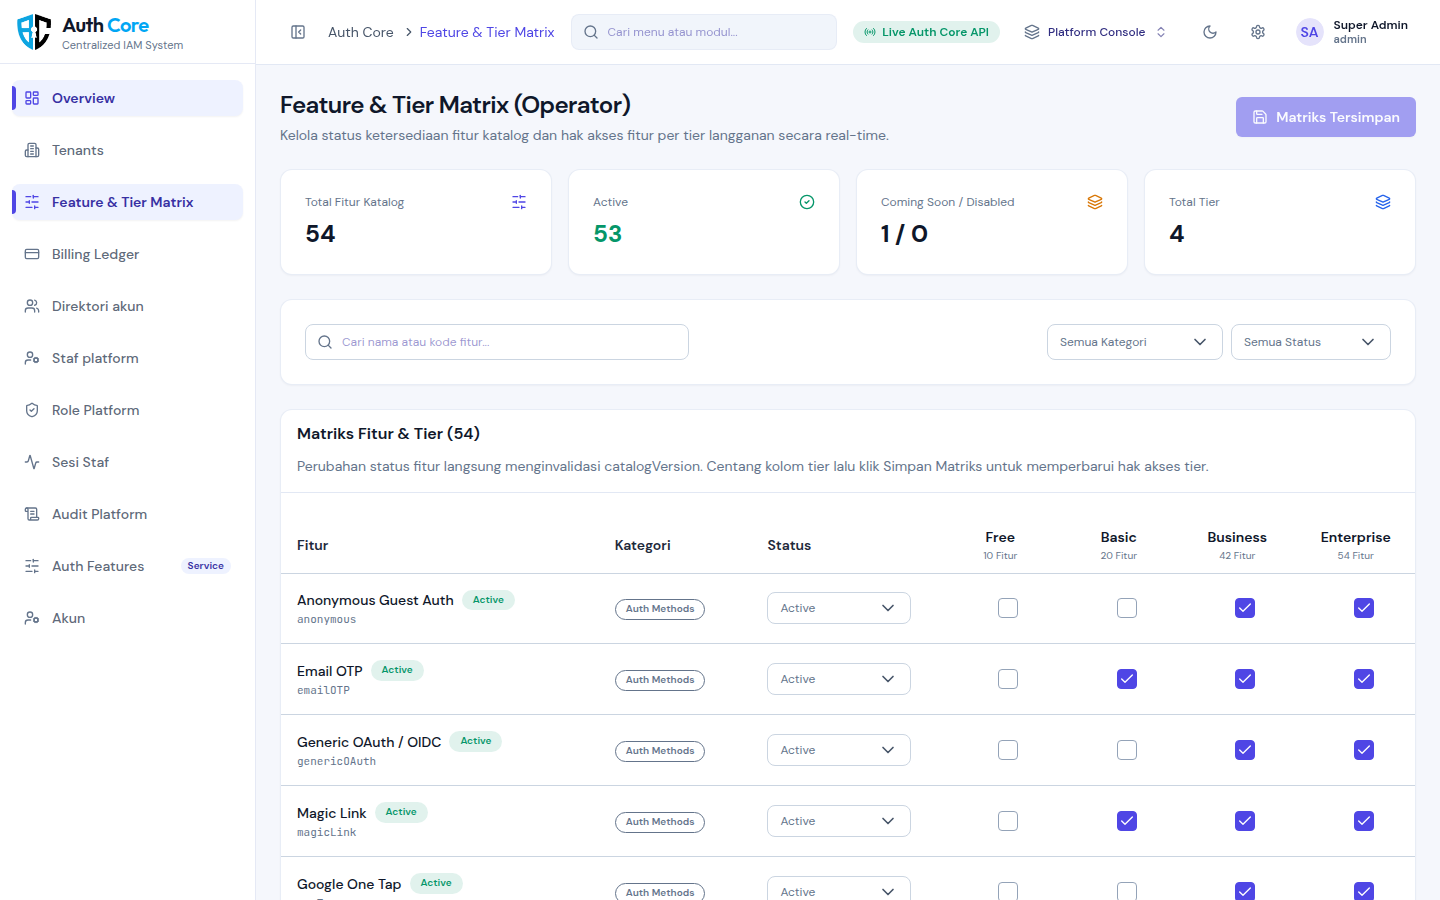 Auth Core
Centralized IAM System
Overview
Tenants
Feature & Tier Matrix
Billing Ledger
Direktori akun
Staf platform
Role Platform
Sesi Staf
Audit Platform
Auth Features
Service
Akun
Auth Core > Feature & Tier Matrix
Cari menu atau modul...
Live Auth Core API
Platform Console
SA
Super Admin
admin
Feature & Tier Matrix (Operator)
Kelola status ketersediaan fitur katalog dan hak akses fitur per tier langganan secara real-time.
Matriks Tersimpan
Total Fitur Katalog
54
Active
53
Coming Soon / Disabled
1 / 0
Total Tier
4
Cari nama atau kode fitur...
Semua Kategori
Semua Status
Matriks Fitur & Tier (54)
Perubahan status fitur langsung menginvalidasi catalogVersion. Centang kolom tier lalu klik Simpan Matriks untuk memperbarui hak akses tier.
Fitur
Kategori
Status
Free
10 Fitur
Basic
20 Fitur
Business
42 Fitur
Enterprise
54 Fitur
Anonymous Guest Auth
Active
anonymous
Auth Methods
Active
Email OTP
Active
emailOTP
Auth Methods
Active
Generic OAuth / OIDC
Active
genericOAuth
Auth Methods
Active
Magic Link
Active
magicLink
Auth Methods
Active
Google One Tap
Active
Auth Methods
Active